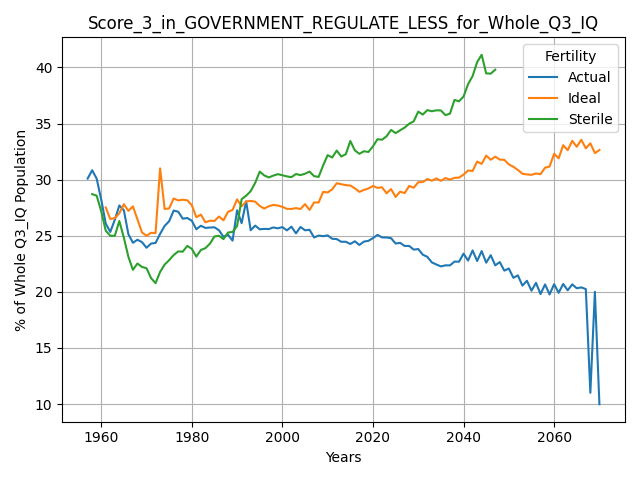 Score_3_in_GOVERNMENT_REGULATE_LESS_for_Whole_Q3_IQ
% of Whole Q3_IQ Population
40
35
30
25
20
15
10
Fertility
Actual
Ideal
Sterile
1960 1980 2000 2020 2040 2060
Years